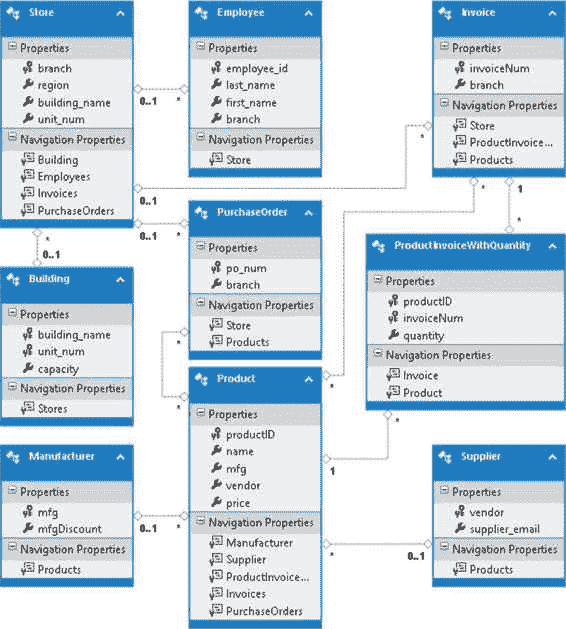 Store
Properties
branch
region
building_name
unit_num
Navigation Properties
Building
Employees
Invoices
PurchaseOrders
Employee
Properties
employee_id
last_name
first_name
branch
Navigation Properties
Store
Invoice
Properties
invoiceNum
branch
Navigation Properties
Store
ProductInvoice...
Products
0..1
*
0..1
*
0..1
*
*
0..1
*
*
1
PurchaseOrder
Properties
po_num
branch
Navigation Properties
Store
Products
*
*
*
ProductInvoiceWithQuantity
Properties
productID
invoiceNum
quantity
Navigation Properties
Invoice
Product
*
*
1
Building
Properties
building_name
unit_num
capacity
Navigation Properties
Stores
Product
Properties
productID
name
mfg
vendor
price
Navigation Properties
Manufacturer
Supplier
ProductInvoice...
Invoices
PurchaseOrders
Manufacturer
Properties
mfg
mfgDiscount
Navigation Properties
Products
0..1
*
Supplier
Properties
vendor
supplier_email
Navigation Properties
Products
*
0..1